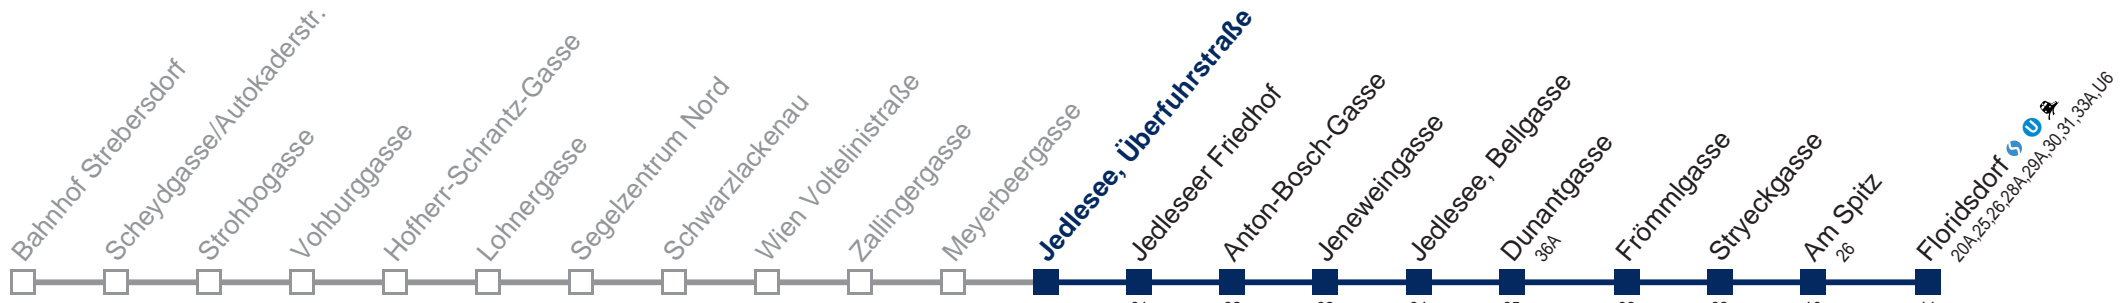 Bahnhof Strebersdorf
Scheydgasse/Autokaderstr.
Strohbogasse
Vohburggasse
Hofherr-Schrantz-Gasse
Lohnergasse
Segelzentrum Nord
Schwarzlackenau
Wien Voltelinistraße
Zallingergasse
Meyerbeergasse
Jedlesee, Überfuhrstraße
Jedleseer Friedhof
Anton-Bosch-Gasse
Jeneweingasse
Jedlesee, Bellgasse
Dunantgasse
36A
Frömmlgasse
Stryeckgasse
Am Spitz
26
Floridsdorf S U
20A,25,26,28A,29A,30,31,33A,U6